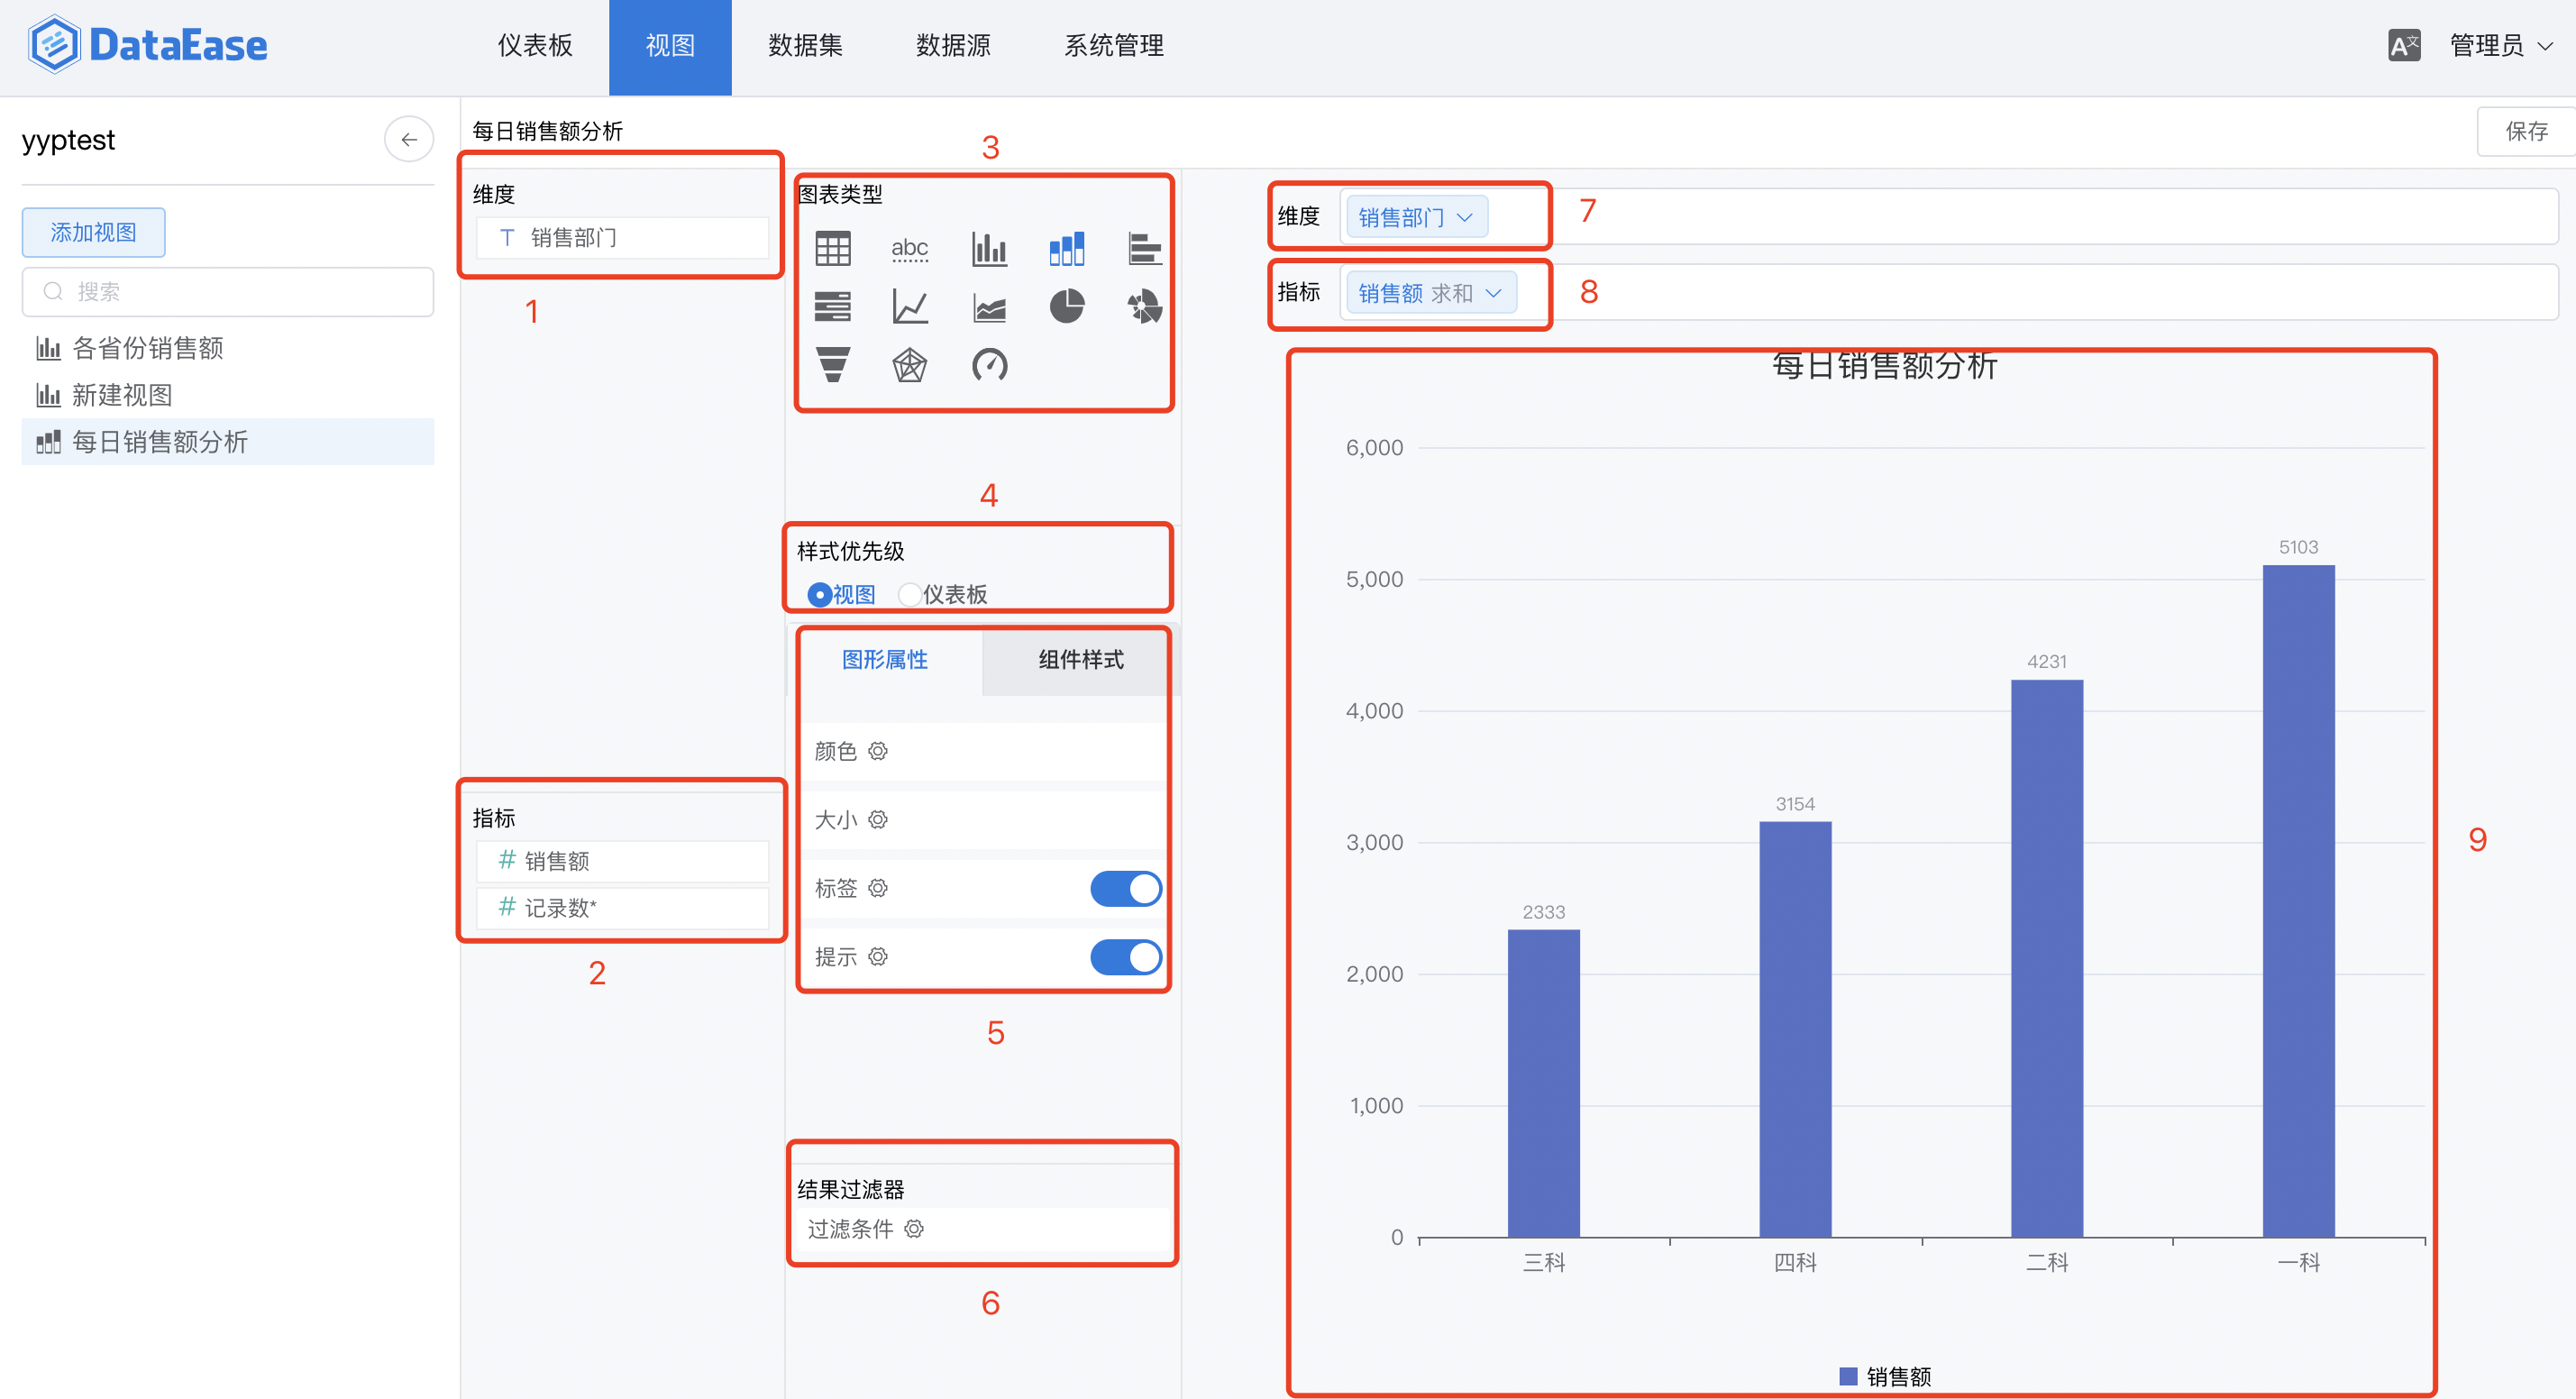 DataEase
仪表板 视图 数据集 数据源 系统管理
A文 管理员
yyptest
添加视图
搜索
各省份销售额
新建视图
每日销售额分析
每日销售额分析
保存
维度
T 销售部门
1
指标
# 销售额
# 记录数*
2
3
图表类型
abc
4
样式优先级
视图 仪表板
图形属性 组件样式
颜色
大小
标签
提示
5
结果过滤器
过滤条件
6
维度 销售部门 7
指标 销售额 求和 8
每日销售额分析
6,000
5,000
4,000
3,000
2,000
1,000
0
2333
3154
4231
5103
三科 四科 二科 一科
销售额
9